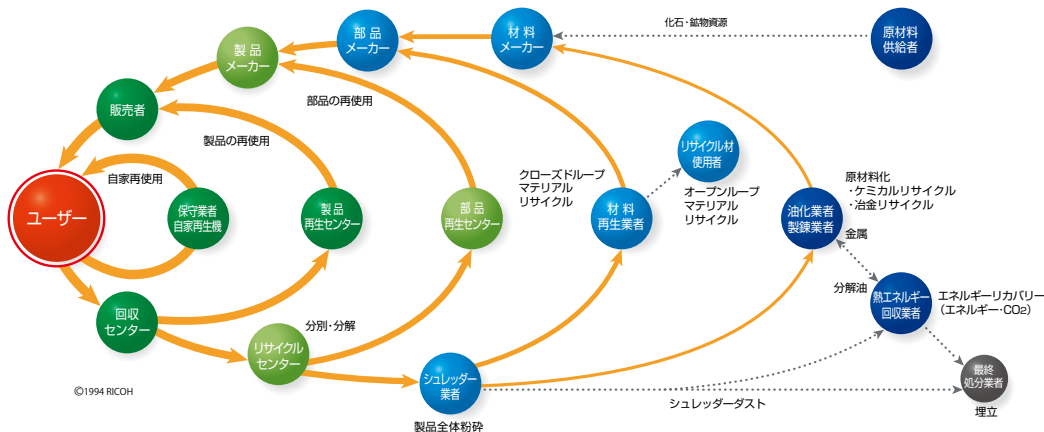 化石・鉱物資源
原材料
供給者
材 料
メーカー
部 品
メーカー
製 品
メーカー
販売者
部品の再使用
製品の再使用
自家再使用
ユーザー
保守業者
自家再生機
製 品
再生センター
部 品
再生センター
クローズドループ
マテリアル
リサイクル
材 料
再生業者
リサイクル材
使用者
オープンループ
マテリアル
リサイクル
原材料化
・ケミカルリサイクル
・冶金リサイクル
油化業者
製錬業者
金属
分解油
熱エネルギー
回収業者
エネルギーリカバリー
（エネルギー・CO2）
回収
センター
分別・分解
リサイクル
センター
シュレッダー
業者
製品全体粉砕
シュレッダーダスト
最終
処分業者
埋立
©1994 RICOH